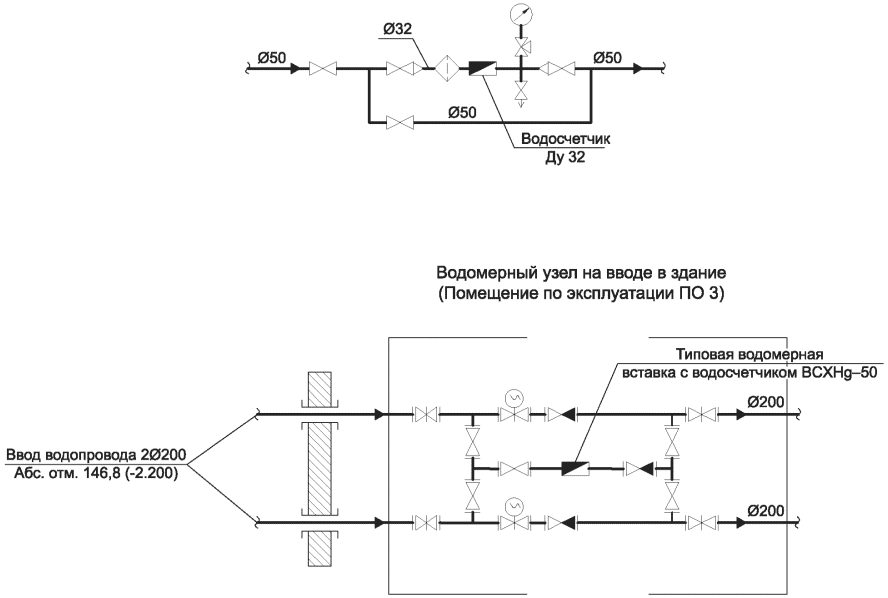 Ø32
Ø50
Ø50
Ø50
Водосчетчик
Ду 32
Водомерный узел на вводе в здание
(Помещение по эксплуатации ПО 3)
Типовая водомерная
вставка с водосчетчиком ВСХНg–50
Ø200
Ввод водопровода 2Ø200
Абс. отм. 146,8 (-2.200)
Ø200